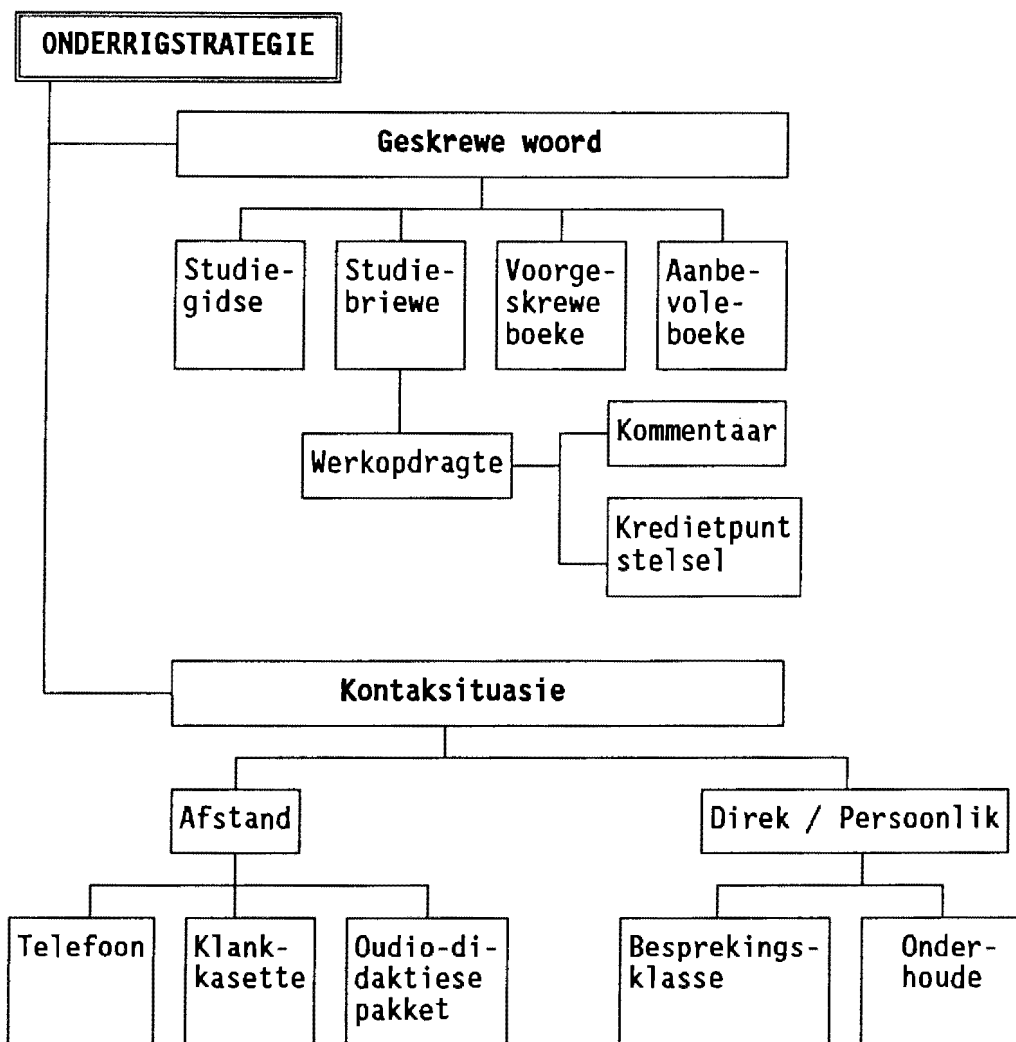 ONDERRIGSTRATEGIE
Geskrewe woord
Studie-
gidse
Studie-
briewe
Voorge-
skrewe
boeke
Aanbe-
vole-
boeke
Werkopdragte
Kommentaar
Kredietpunt
stelsel
Kontaksituasie
Afstand
Direk / Persoonlik
Telefoon
Klank-
kasette
Oudio-di-
daktiese
pakket
Besprekings-
klasse
Onder-
houde